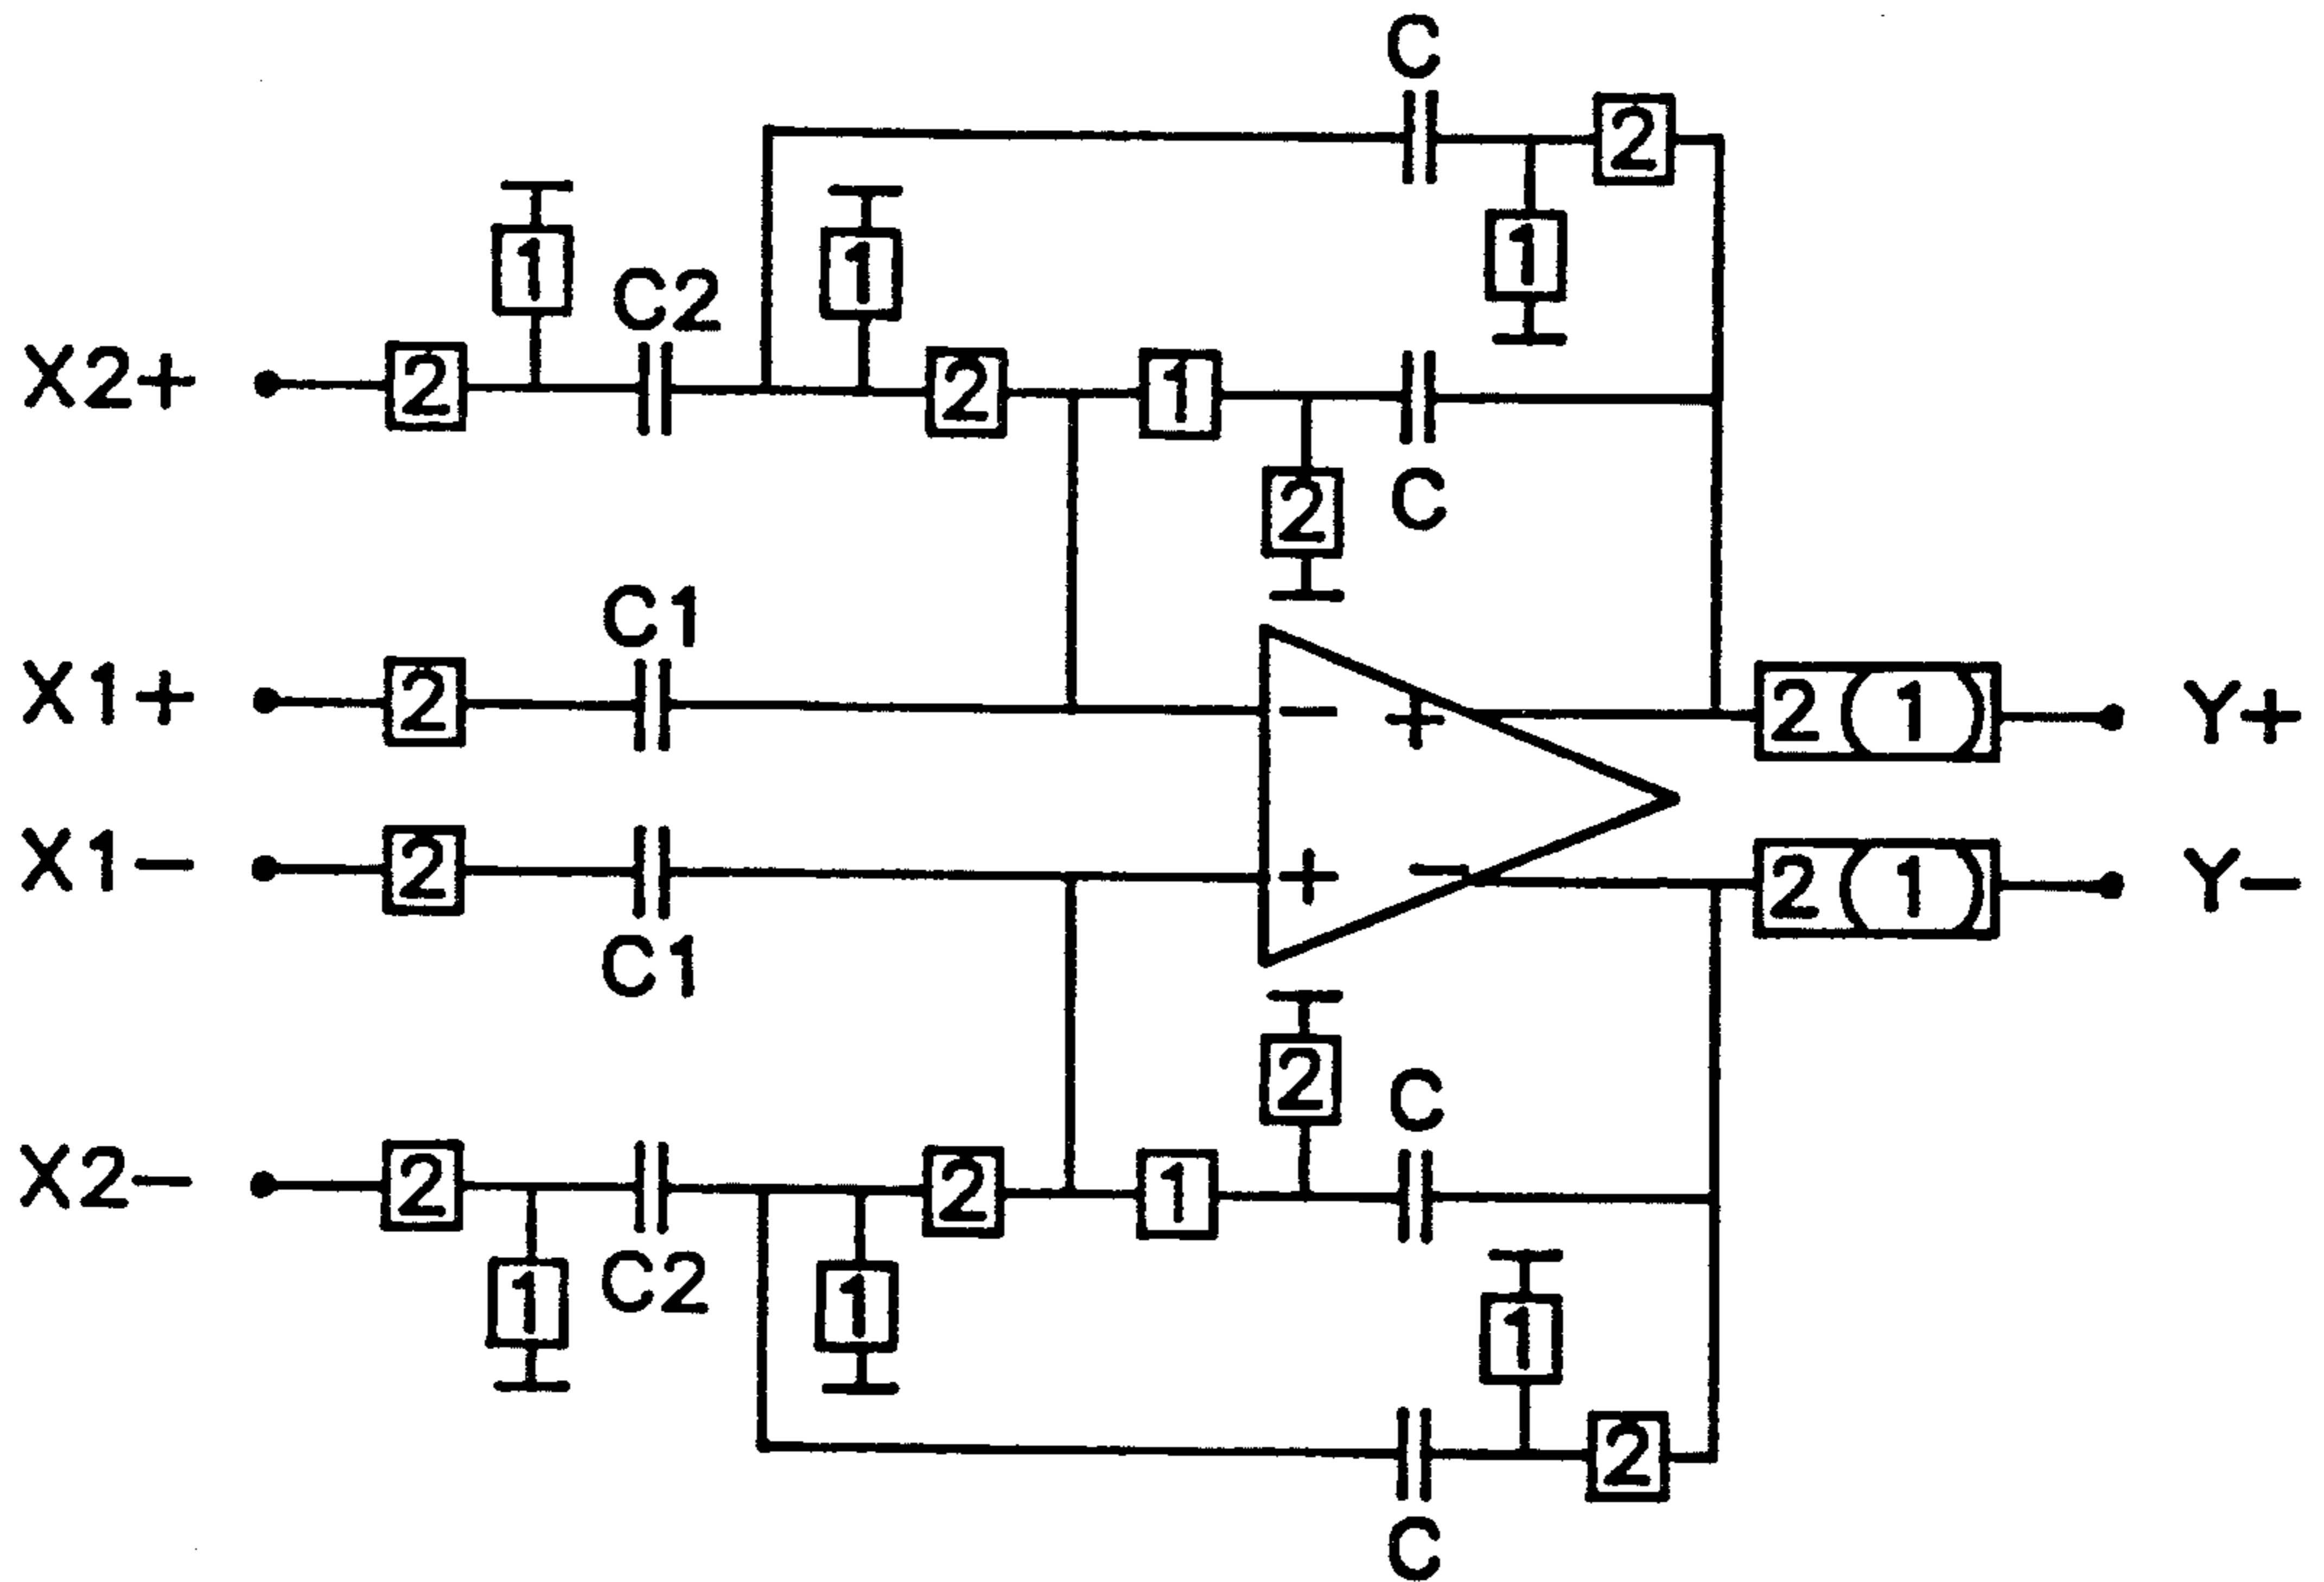 C
2
1 1 1
C2
X2+ 2 2 1
2 C
C1
X1+ 2 − + 2(1) Y+
X1− 2 + − 2(1) Y−
C1
2 C
X2− 2 2 1
C2
1 1 1
2
C